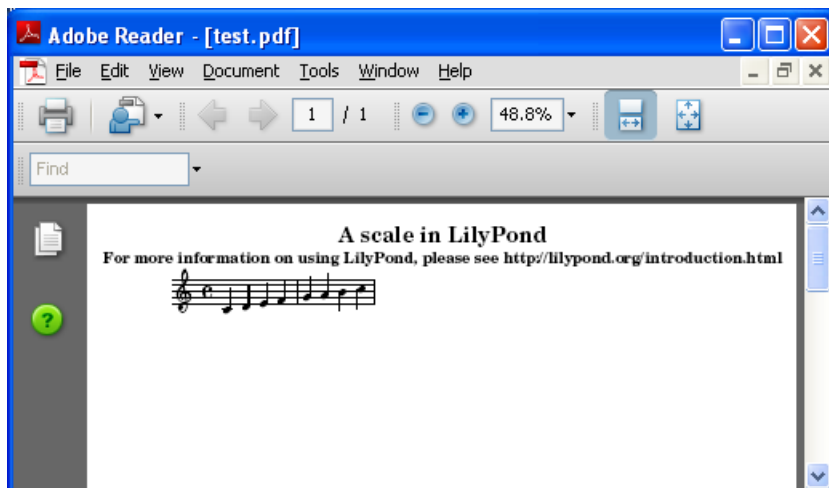 Adobe Reader - [test.pdf]
File Edit View Document Tools Window Help
1 / 1 48.8%
Find
A scale in LilyPond
For more information on using LilyPond, please see http://lilypond.org/introduction.html